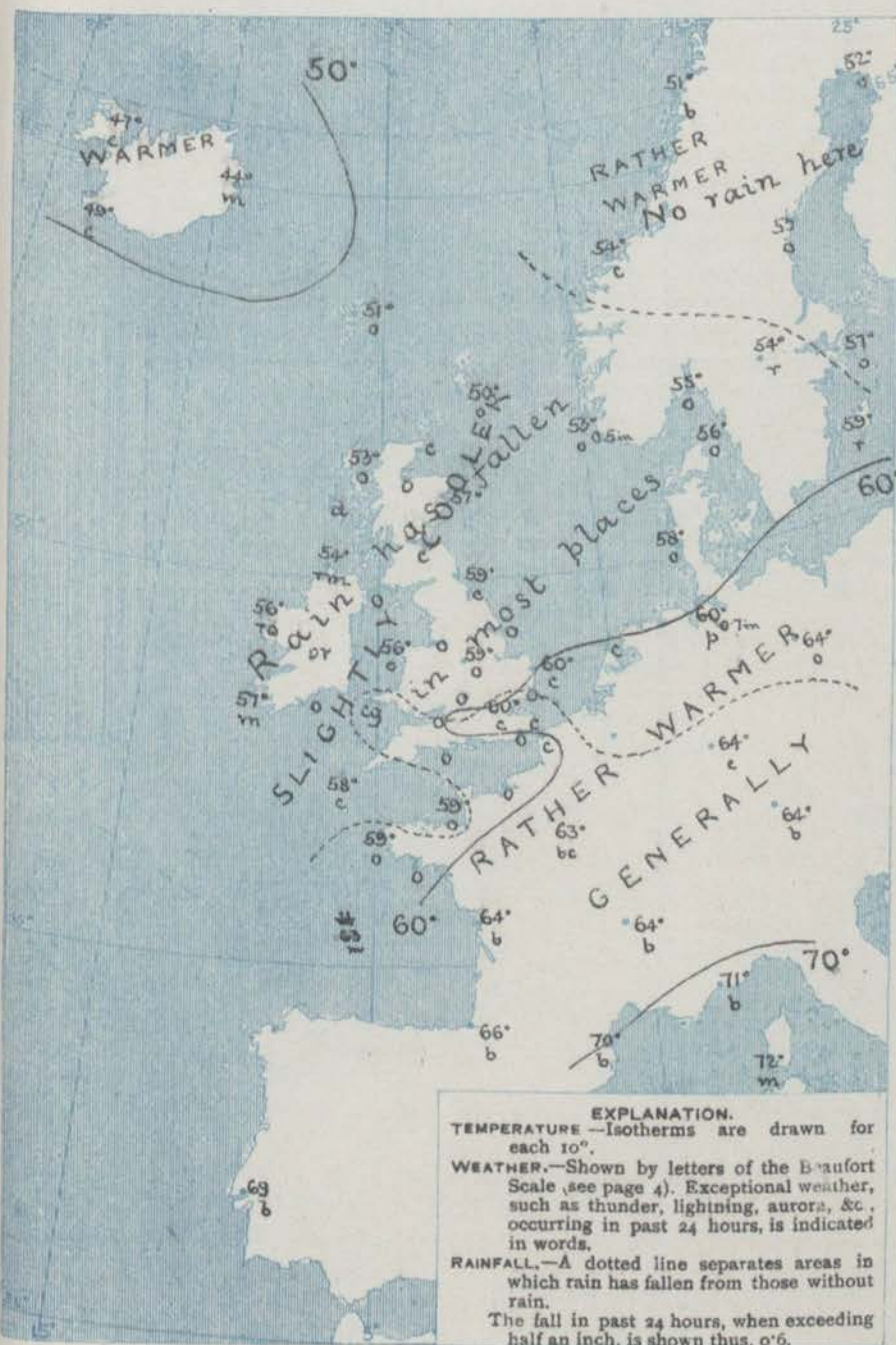 25°
50°
52°
51°
b
47°
c
WARMER
44°
m
49°
c
RATHER
WARMER
No rain here
53
o
54°
c
51°
o
54°
r
57°
o
50°
o
55°
o
53°
o 0.5in
56°
o
59°
r
53°
o
c
o
d
60°
Rain has fallen
in most places
SLIGHTLY COOLER
54°
rm
c
58°
o
59°
c
56°
o
or
56°
o
59°
o
60°
c
60°
p 0.7in
64°
o
57°
m
60°
c
RATHER WARMER
GENERALLY
64°
c
58°
c
59
o
59°
o
63°
bc
64°
b
60°
63
m
64°
b
64°
b
70°
71°
b
66°
b
70°
b
72°
m
69
b
15°
5°
EXPLANATION.
TEMPERATURE—Isotherms are drawn for
each 10°.
WEATHER.—Shown by letters of the Beaufort
Scale (see page 4). Exceptional weather,
such as thunder, lightning, aurora, &c.,
occurring in past 24 hours, is indicated
in words.
RAINFALL.—A dotted line separates areas in
which rain has fallen from those without
rain.
The fall in past 24 hours, when exceeding
half an inch, is shown thus, 0·6.